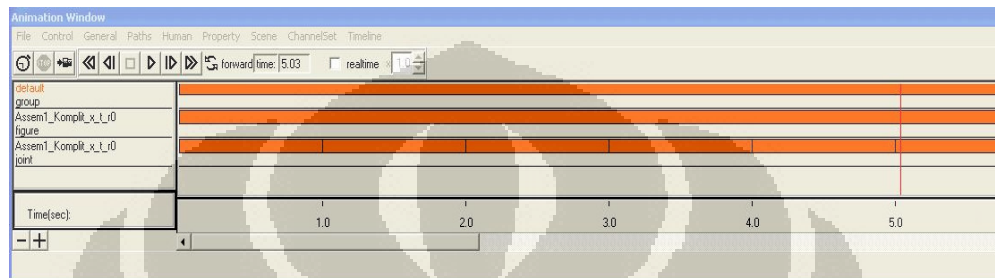 Animation Window
File Control General Paths Human Property Scene ChannelSet Timeline
forward time: 5.03 realtime x 1.0
default
group
Assem1_Komplit_x_t_r0
figure
Assem1_Komplit_x_t_r0
joint
Time(sec): 1.0 2.0 3.0 4.0 5.0